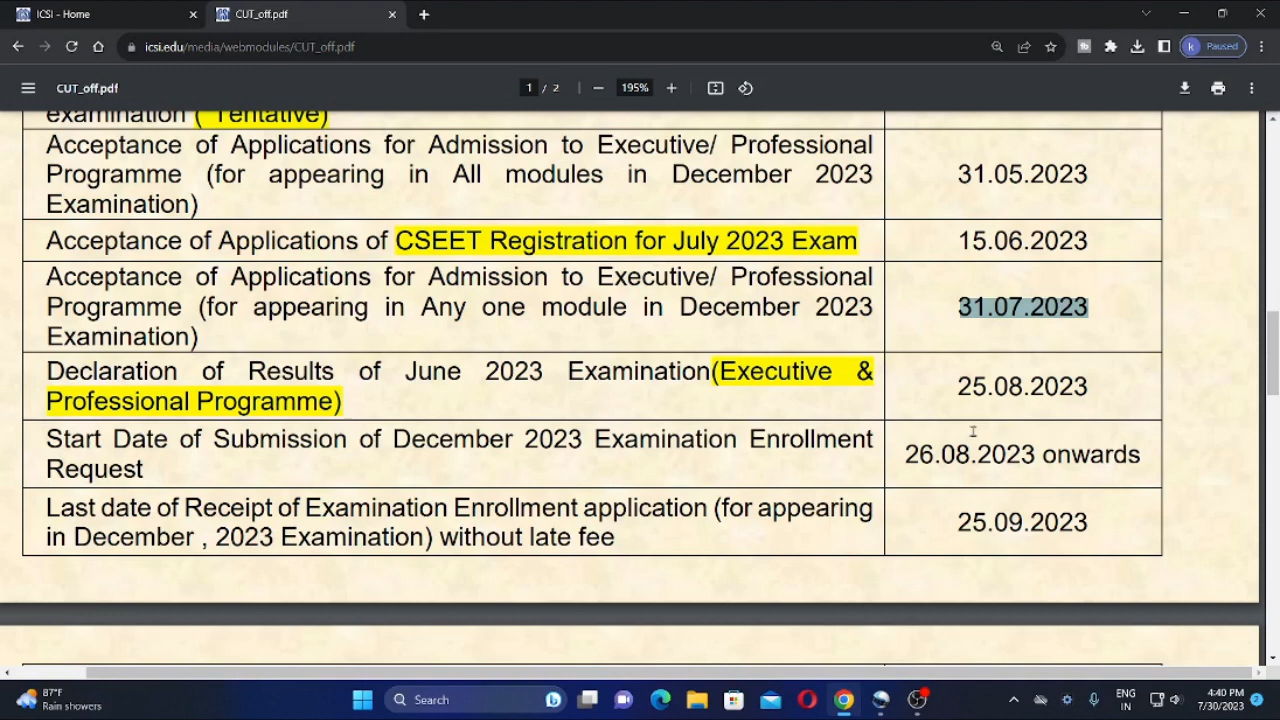 ICSI - Home
CUT_off.pdf
icsi.edu/media/webmodules/CUT_off.pdf
k Paused
CUT_off.pdf
1 / 2
195%
examination ( Tentative)
Acceptance of Applications for Admission to Executive/ Professional
Programme (for appearing in All modules in December 2023
Examination)
31.05.2023
Acceptance of Applications of CSEET Registration for July 2023 Exam
15.06.2023
Acceptance of Applications for Admission to Executive/ Professional
Programme (for appearing in Any one module in December 2023
Examination)
31.07.2023
Declaration of Results of June 2023 Examination(Executive &
Professional Programme)
25.08.2023
Start Date of Submission of December 2023 Examination Enrollment
Request
26.08.2023 onwards
Last date of Receipt of Examination Enrollment application (for appearing
in December , 2023 Examination) without late fee
25.09.2023
87°F
Rain showers
Search
ENG
IN
4:40 PM
7/30/2023